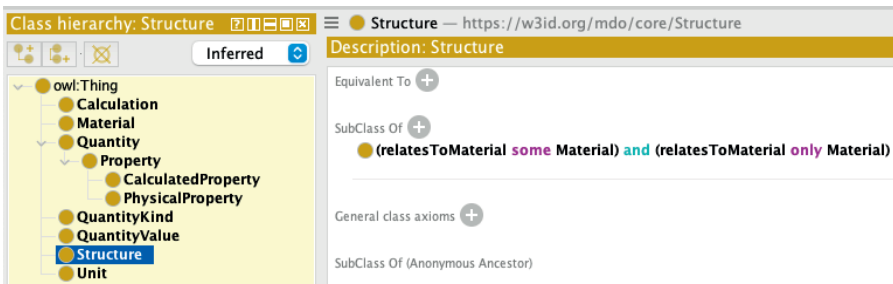 Class hierarchy: Structure
Inferred
owl:Thing
Calculation
Material
Quantity
Property
CalculatedProperty
PhysicalProperty
QuantityKind
QuantityValue
Structure
Unit
Structure — https://w3id.org/mdo/core/Structure
Description: Structure
Equivalent To
SubClass Of
(relatesToMaterial some Material) and (relatesToMaterial only Material)
General class axioms
SubClass Of (Anonymous Ancestor)